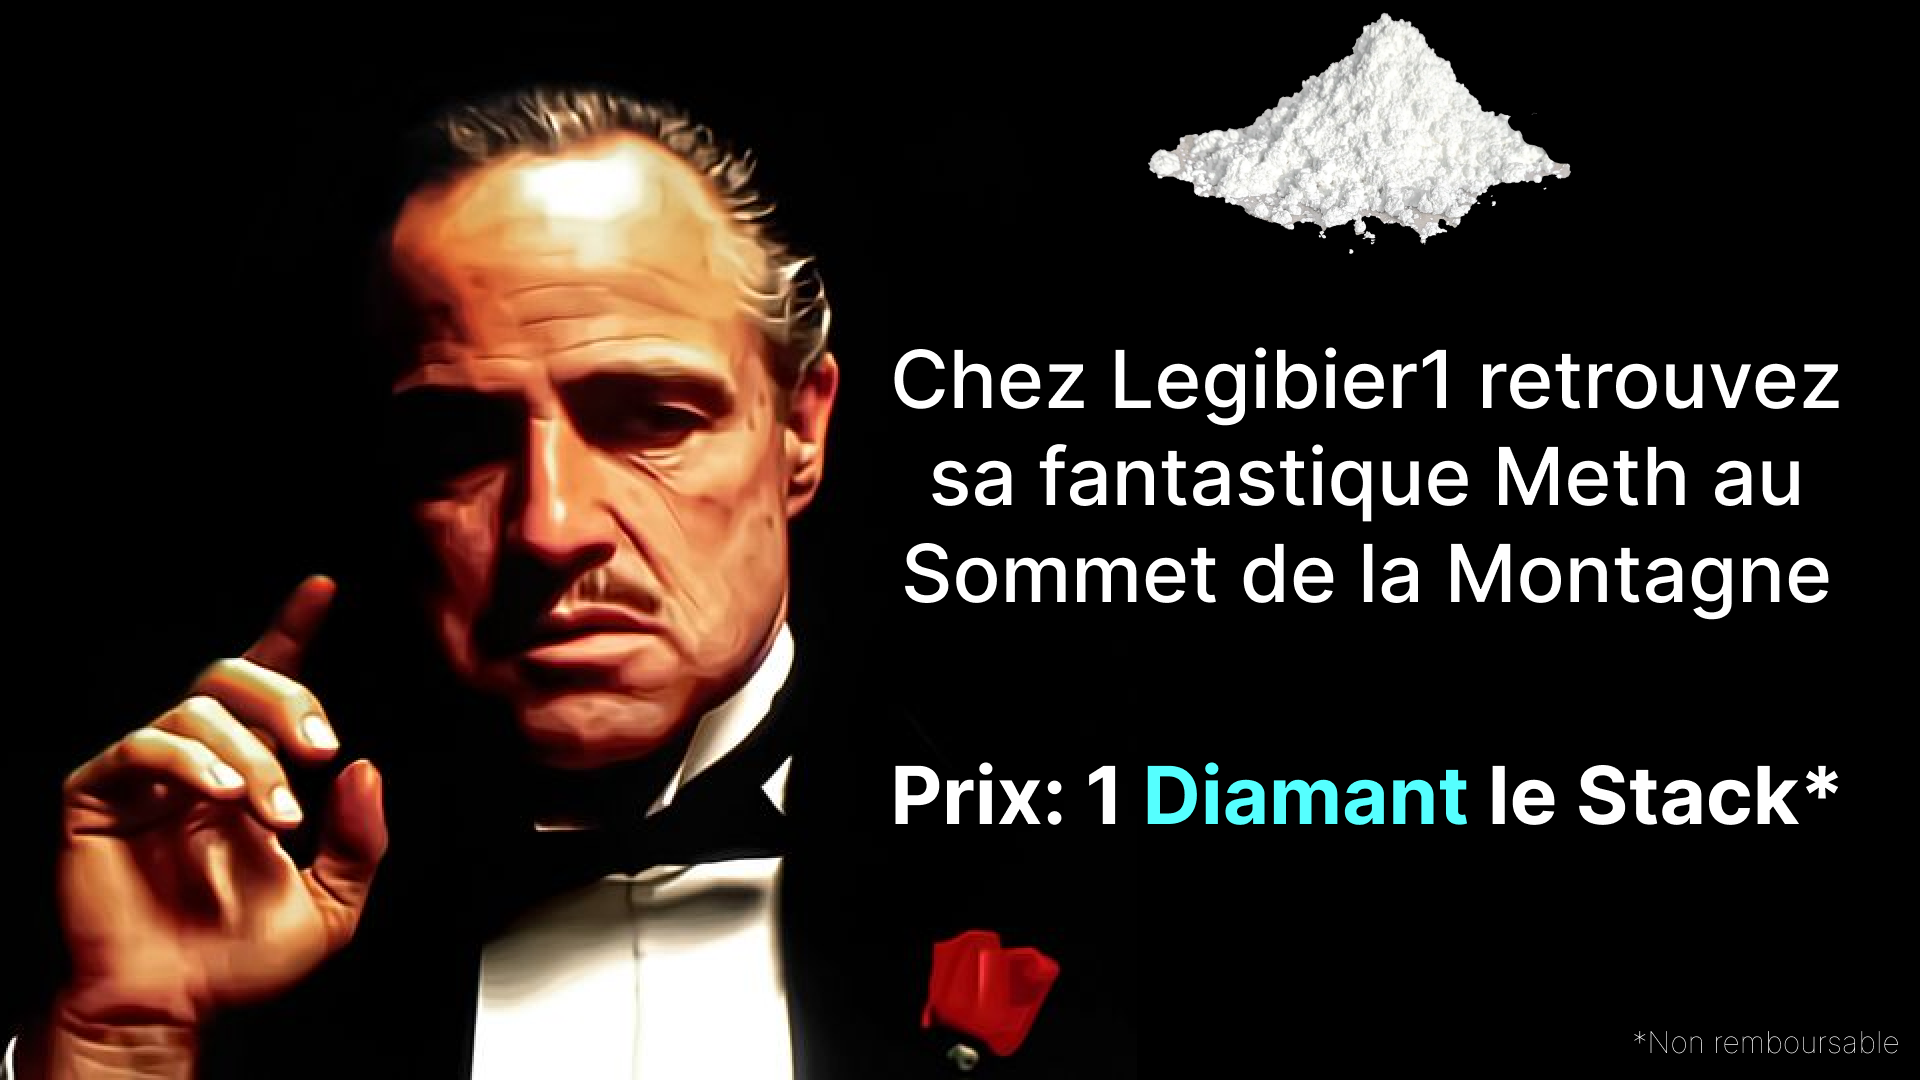 Chez Legibier1 retrouvez
sa fantastique Meth au
Sommet de la Montagne
Prix: 1 Diamant le Stack*
*Non remboursable